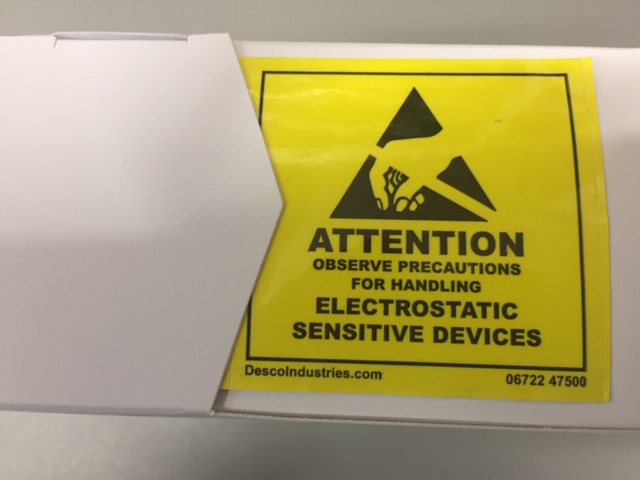 ATTENTION
OBSERVE PRECAUTIONS
FOR HANDLING
ELECTROSTATIC
SENSITIVE DEVICES
DescoIndustries.com
06722 47500